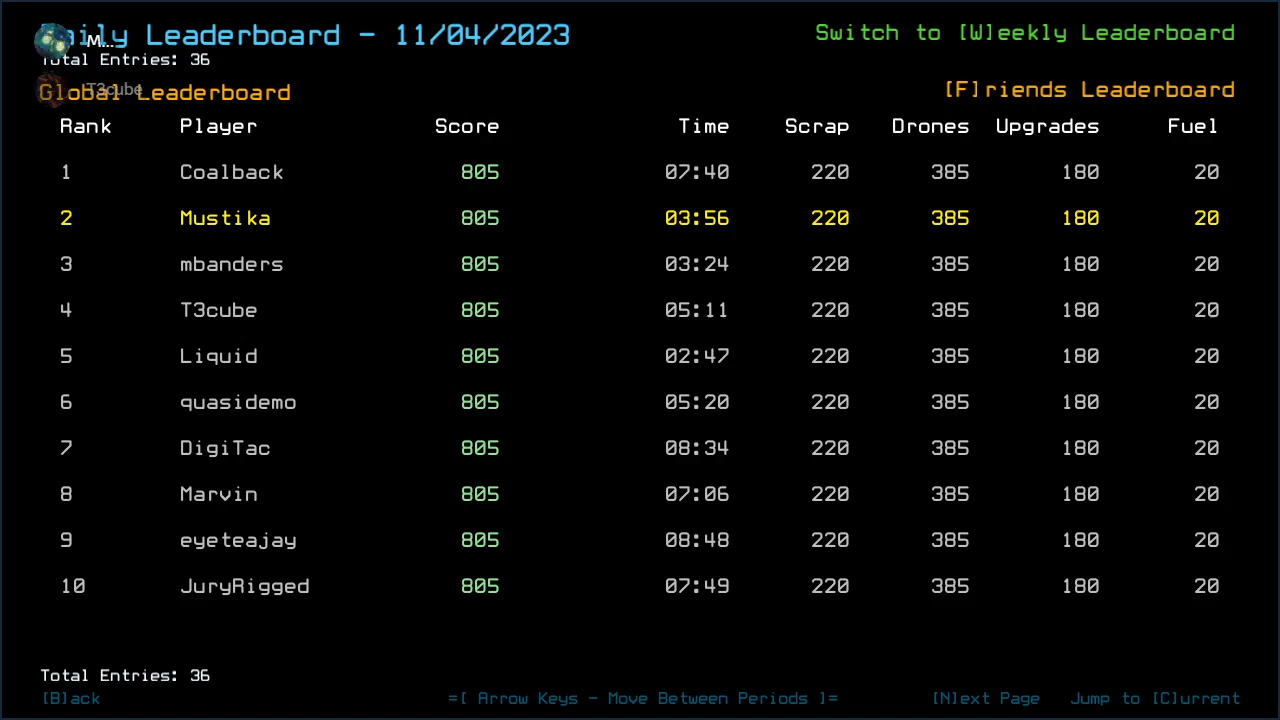 Daily Leaderboard - 11/04/2023
Switch to [W]eekly Leaderboard
M...
Total Entries: 36
T3cube
Global Leaderboard
[F]riends Leaderboard
Rank Player Score Time Scrap Drones Upgrades Fuel
1 Coalback 805 07:40 220 385 180 20
2 Mustika 805 03:56 220 385 180 20
3 mbanders 805 03:24 220 385 180 20
4 T3cube 805 05:11 220 385 180 20
5 Liquid 805 02:47 220 385 180 20
6 quasidemo 805 05:20 220 385 180 20
7 DigiTac 805 08:34 220 385 180 20
8 Marvin 805 07:06 220 385 180 20
9 eyeteajay 805 08:48 220 385 180 20
10 JuryRigged 805 07:49 220 385 180 20
Total Entries: 36
[B]ack =[ Arrow Keys - Move Between Periods ]= [N]ext Page Jump to [C]urrent